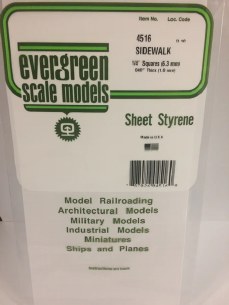 Item No. Loc. Code
4516
SIDEWALK
1/4" Squares (6.3 mm)
.040" Thick (1.0 mm)
evergreen
scale models
Sheet Styrene
Made in U.S.A.
Model Railroading
Architectural Models
Military Models
Industrial Models
Miniatures
Ships and Planes